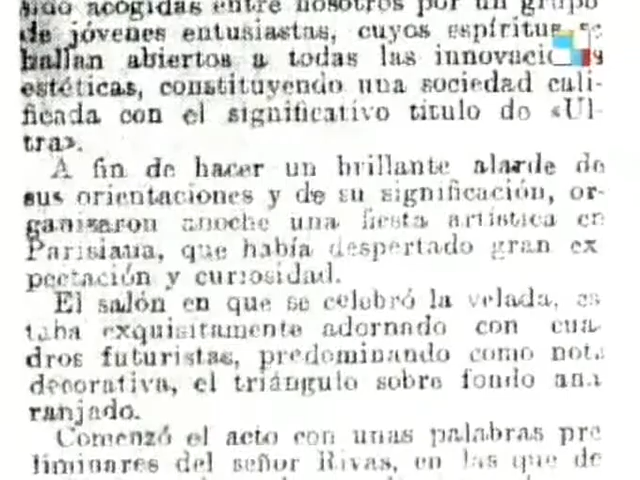 sido acogidas entre nosotros por un grupo
de jóvenes entusiastas, cuyos espíritus se
hallan abiertos a todas las
estéticas, constituyendo una sociedad cali-
ficada con el significativo titulo de «Ul-
tra».
A fin de hacer un brillante alarde de
sus orientaciones y de su significación, or-
ganizaron anoche una fiesta artística en
Parisiana, que había despertado gran ex
pectación y curiosidad.
El salón en que se celebró la velada, es
taba exquisitamente adornado con cua-
dros futuristas, predominando como nota
decorativa, el triángulo sobre fondo ana
ranjado.
Comenzó el acto con unas palabras pre
liminares del señor Rivas, en las que de